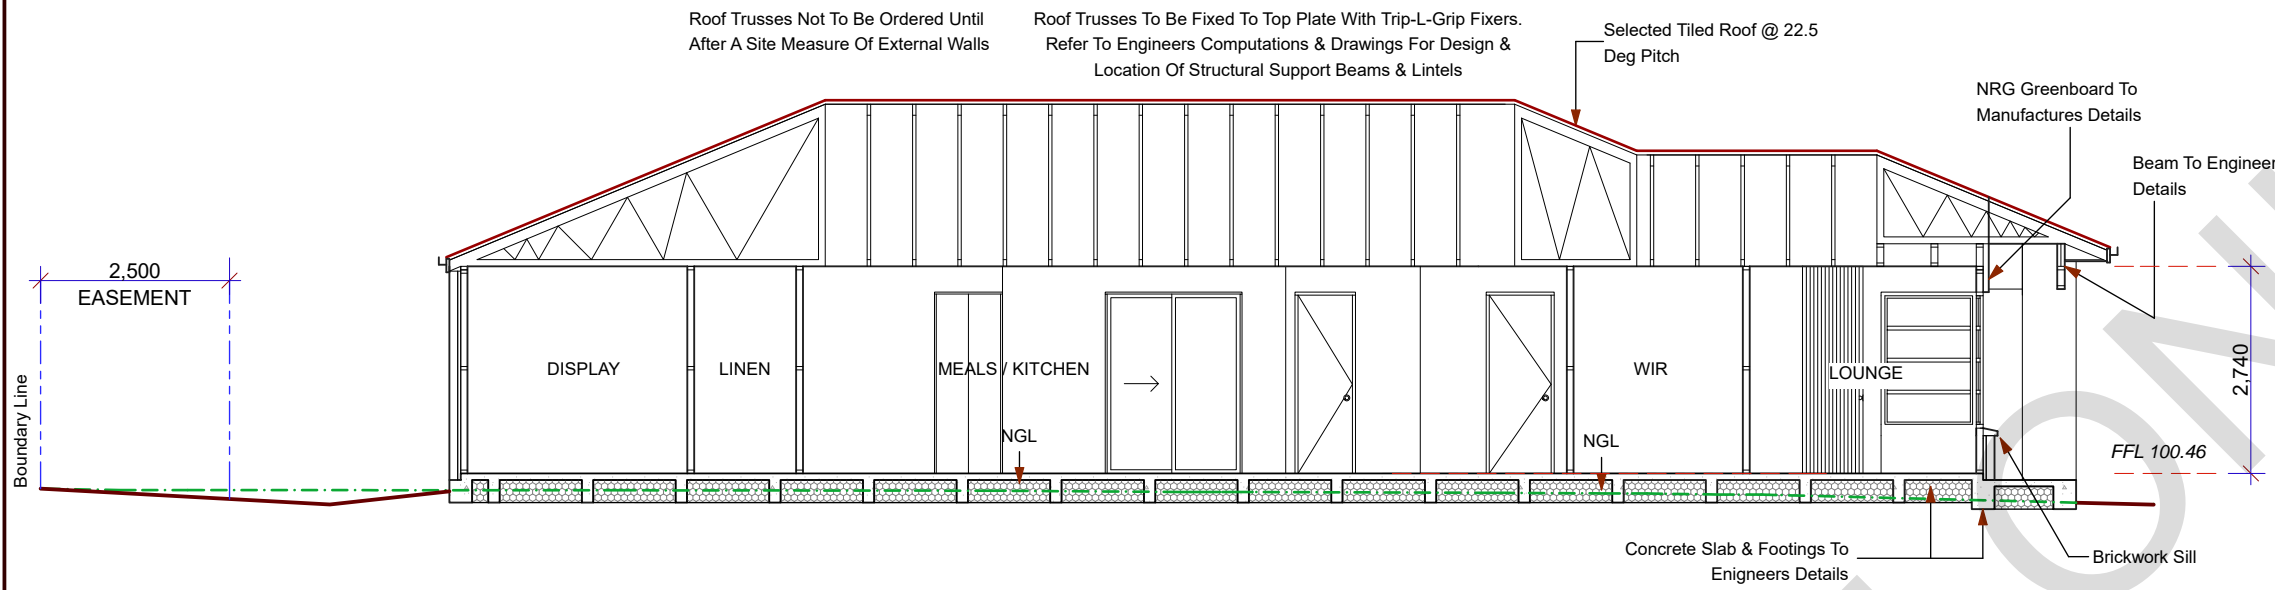 Roof Trusses Not To Be Ordered Until
After A Site Measure Of External Walls
Roof Trusses To Be Fixed To Top Plate With Trip-L-Grip Fixers.
Refer To Engineers Computations & Drawings For Design &
Location Of Structural Support Beams & Lintels
Selected Tiled Roof @ 22.5
Deg Pitch
NRG Greenboard To
Manufactures Details
Beam To Engineer
Details
2,500
EASEMENT
Boundary Line
DISPLAY
LINEN
MEALS / KITCHEN
WIR
LOUNGE
2,740
NGL
NGL
FFL 100.46
Concrete Slab & Footings To
Enigneers Details
Brickwork Sill